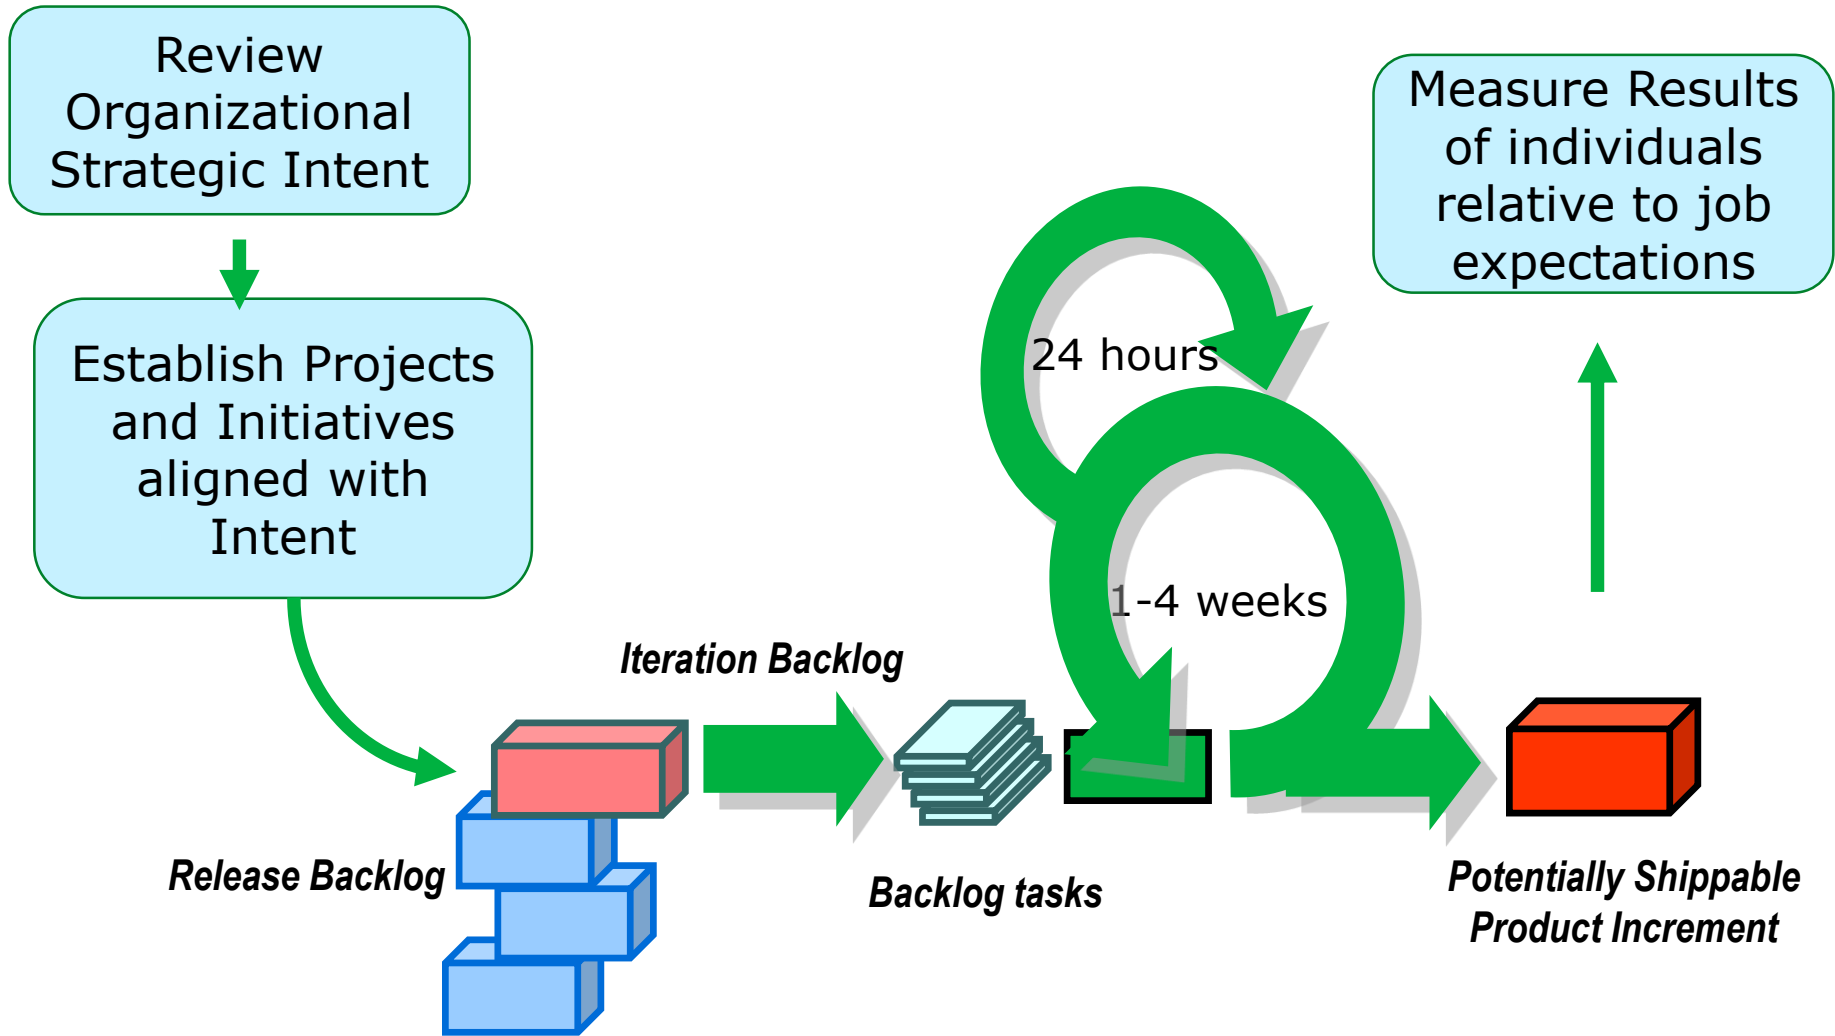 Review
Organizational
Strategic Intent
Establish Projects
and Initiatives
aligned with
Intent
Release Backlog
Iteration Backlog
Backlog tasks
24 hours
1-4 weeks
Potentially Shippable
Product Increment
Measure Results
of individuals
relative to job
expectations